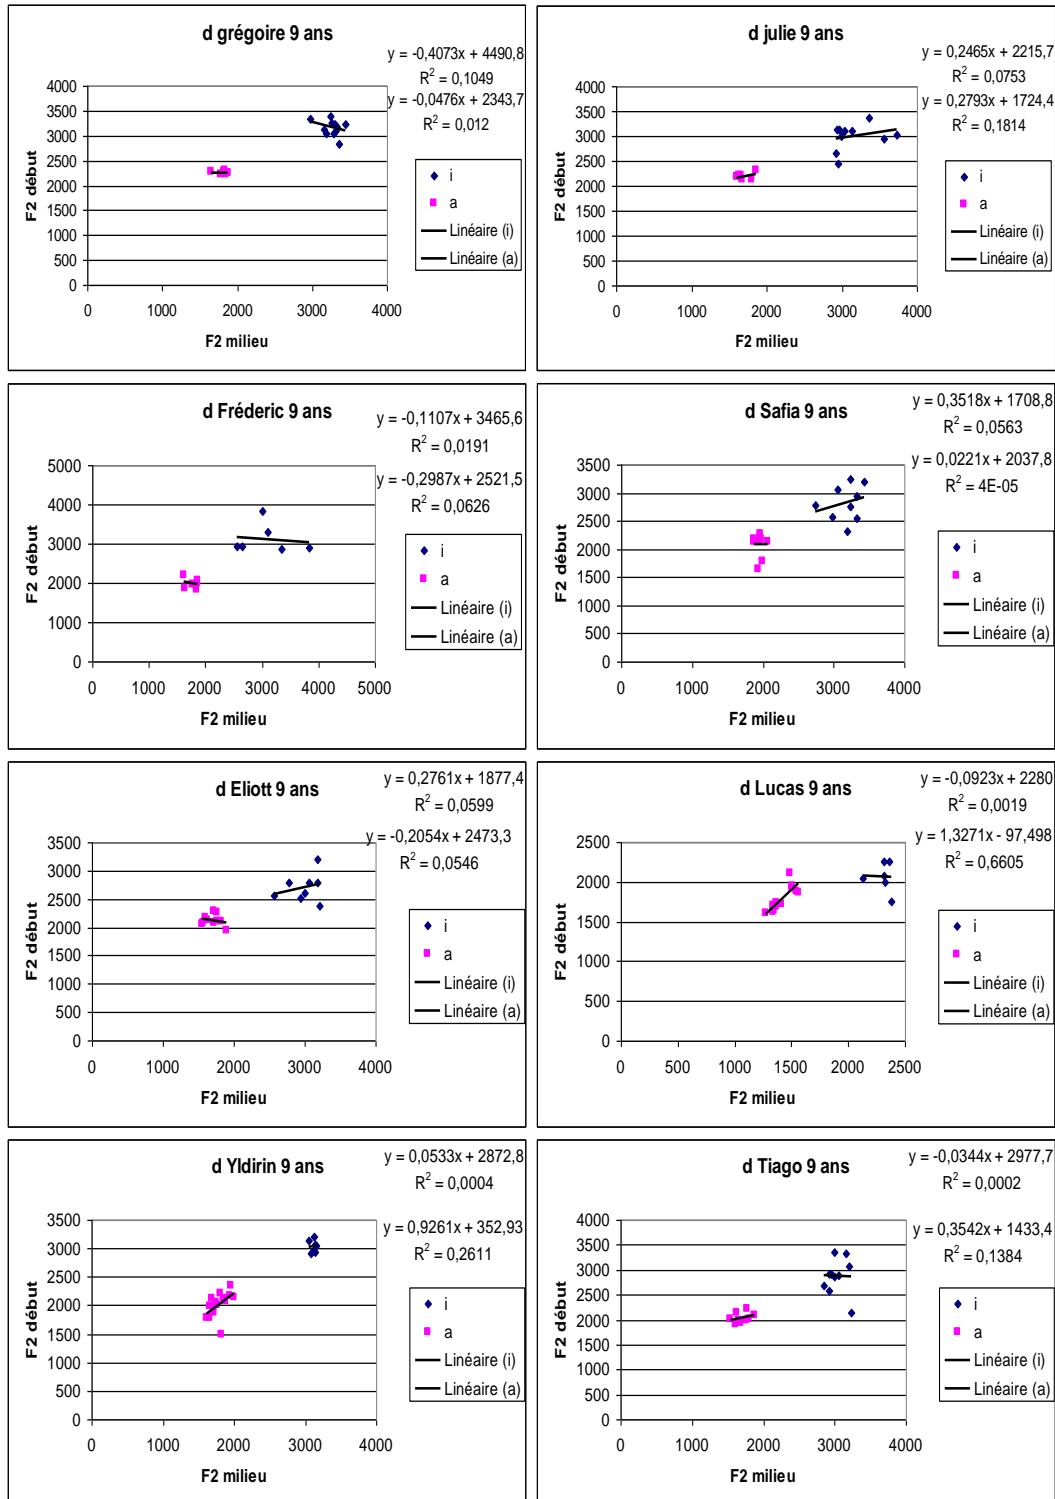 d grégoire 9 ans
y = -0,4073x + 4490,8
R² = 0,1049
y = -0,0476x + 2343,7
R² = 0,012
F2 début
4000
3500
3000
2500
2000
1500
1000
500
0
0 1000 2000 3000 4000
F2 milieu
i
a
Linéaire (i)
Linéaire (a)
d julie 9 ans
y = 0,2465x + 2215,7
R² = 0,0753
y = 0,2793x + 1724,4
R² = 0,1814
F2 début
4000
3500
3000
2500
2000
1500
1000
500
0
0 1000 2000 3000 4000
F2 milieu
i
a
Linéaire (i)
Linéaire (a)
d Fréderic 9 ans
y = -0,1107x + 3465,6
R² = 0,0191
y = -0,2987x + 2521,5
R² = 0,0626
F2 début
5000
4000
3000
2000
1000
0
0 1000 2000 3000 4000 5000
F2 milieu
i
a
Linéaire (i)
Linéaire (a)
d Safia 9 ans
y = 0,3518x + 1708,8
R² = 0,0563
y = 0,0221x + 2037,8
R² = 4E-05
F2 début
3500
3000
2500
2000
1500
1000
500
0
0 1000 2000 3000 4000
F2 milieu
i
a
Linéaire (i)
Linéaire (a)
d Eliott 9 ans
y = 0,2761x + 1877,4
R² = 0,0599
y = -0,2054x + 2473,3
R² = 0,0546
F2 début
3500
3000
2500
2000
1500
1000
500
0
0 1000 2000 3000 4000
F2 milieu
i
a
Linéaire (i)
Linéaire (a)
d Lucas 9 ans
y = -0,0923x + 2280
R² = 0,0019
y = 1,3271x - 97,498
R² = 0,6605
F2 début
2500
2000
1500
1000
500
0
0 500 1000 1500 2000 2500
F2 milieu
i
a
Linéaire (i)
Linéaire (a)
d Yldirin 9 ans
y = 0,0533x + 2872,8
R² = 0,0004
y = 0,9261x + 352,93
R² = 0,2611
F2 début
3500
3000
2500
2000
1500
1000
500
0
0 1000 2000 3000 4000
F2 milieu
i
a
Linéaire (i)
Linéaire (a)
d Tiago 9 ans
y = -0,0344x + 2977,7
R² = 0,0002
y = 0,3542x + 1433,4
R² = 0,1384
F2 début
4000
3500
3000
2500
2000
1500
1000
500
0
0 1000 2000 3000 4000
F2 milieu
i
a
Linéaire (i)
Linéaire (a)